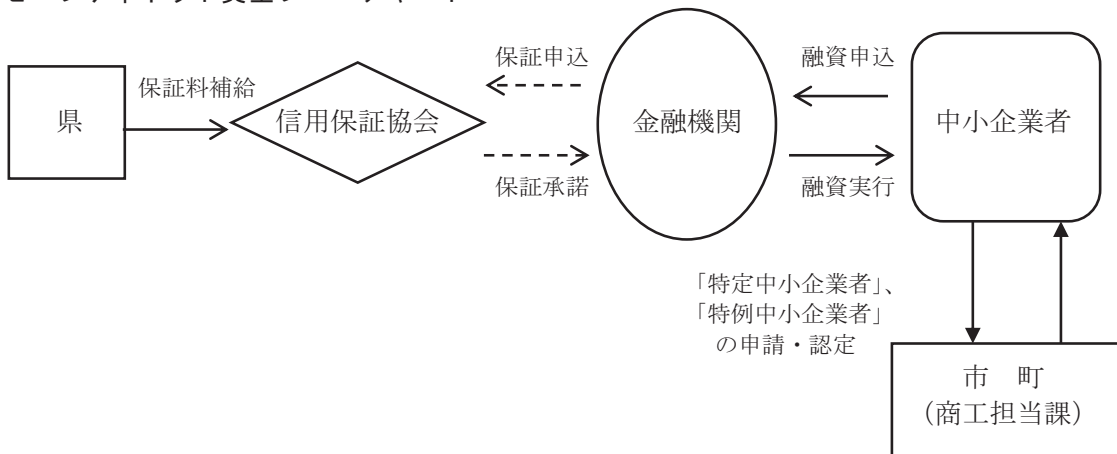 保証申込
融資申込
保証料補給
県
信用保証協会
金融機関
中小企業者
保証承諾
融資実行
「特定中小企業者」、
「特例中小企業者」
の申請・認定
市　町
（商工担当課）